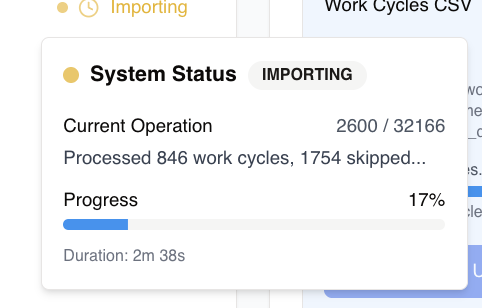 Importing
Work Cycles CSV
System Status IMPORTING
Current Operation 2600 / 32166
Processed 846 work cycles, 1754 skipped...
Progress 17%
Duration: 2m 38s